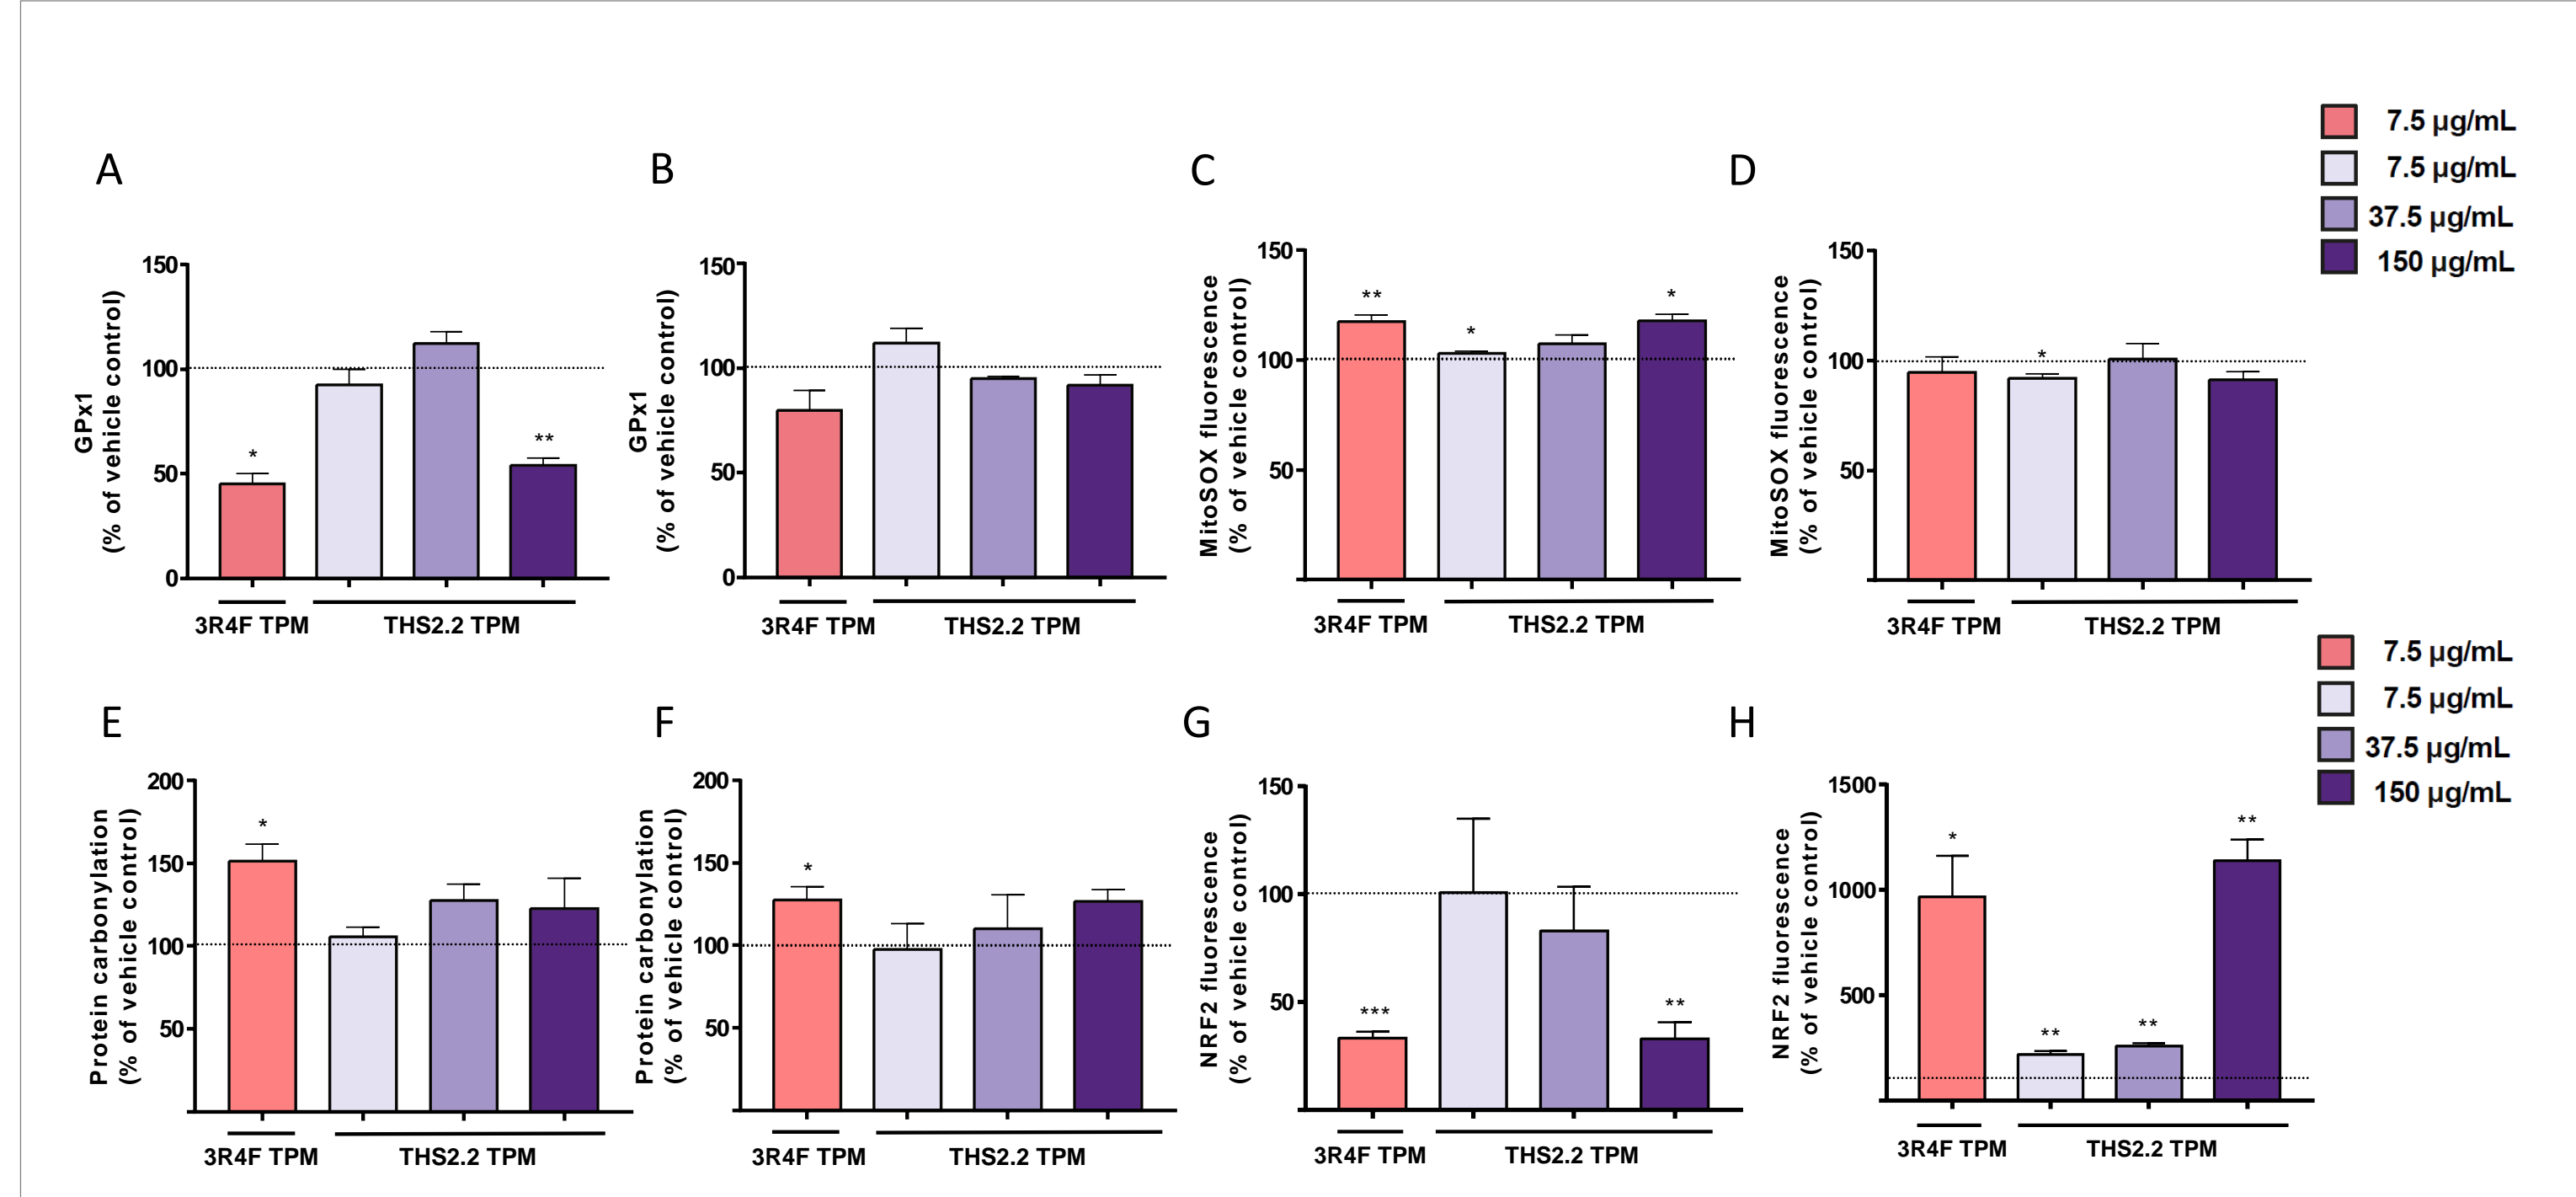 7.5 µg/mL
7.5 µg/mL
37.5 µg/mL
150 µg/mL
A
GPx1
(% of vehicle control)
150
100
50
0
*
**
3R4F TPM
THS2.2 TPM
B
GPx1
(% of vehicle control)
150
100
50
0
3R4F TPM
THS2.2 TPM
C
MitoSOX fluorescence
(% of vehicle control)
150
100
50
**
*
*
3R4F TPM
THS2.2 TPM
D
MitoSOX fluorescence
(% of vehicle control)
150
100
50
*
3R4F TPM
THS2.2 TPM
7.5 µg/mL
7.5 µg/mL
37.5 µg/mL
150 µg/mL
E
Protein carbonylation
(% of vehicle control)
200
150
100
50
*
3R4F TPM
THS2.2 TPM
F
Protein carbonylation
(% of vehicle control)
200
150
100
50
*
3R4F TPM
THS2.2 TPM
G
NRF2 fluorescence
(% of vehicle control)
150
100
50
***
**
3R4F TPM
THS2.2 TPM
H
NRF2 fluorescence
(% of vehicle control)
1500
1000
500
*
**
**
**
3R4F TPM
THS2.2 TPM